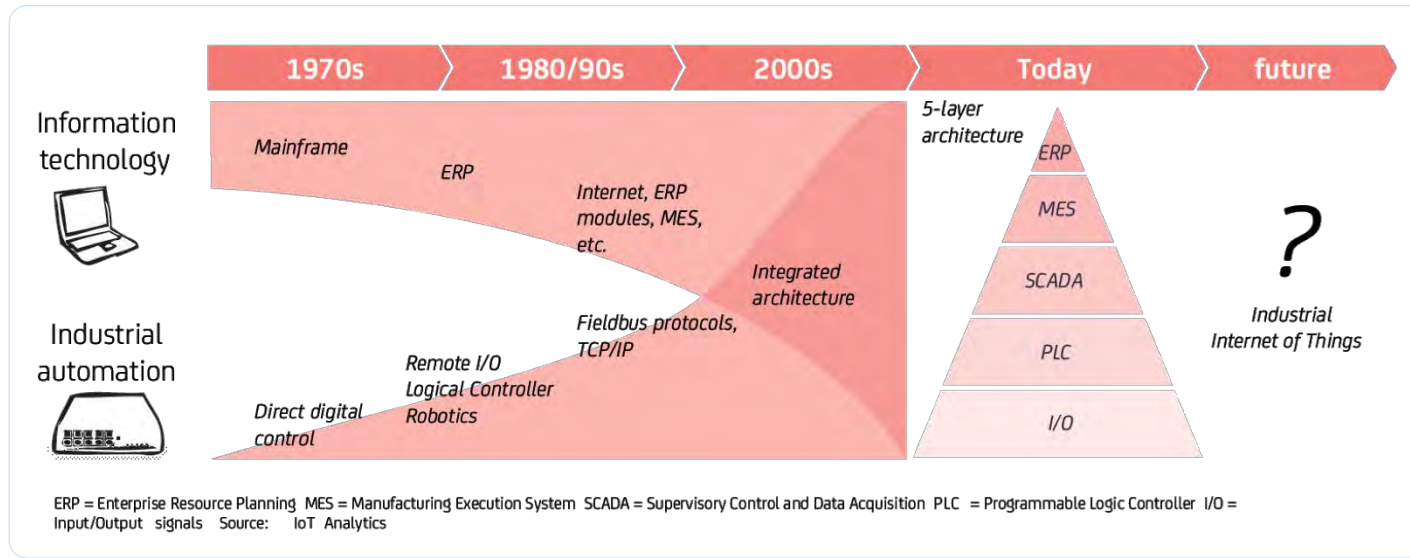 1970s
1980/90s
2000s
Today
future
Information
technology
Mainframe
ERP
Internet, ERP
modules, MES,
etc.
Integrated
architecture
Industrial
automation
Direct digital
control
Remote I/O
Logical Controller
Robotics
Fieldbus protocols,
TCP/IP
5-layer
architecture
ERP
MES
SCADA
PLC
I/O
?
Industrial
Internet of Things
ERP = Enterprise Resource Planning MES = Manufacturing Execution System SCADA = Supervisory Control and Data Acquisition PLC = Programmable Logic Controller I/O =
Input/Output signals Source: IoT Analytics